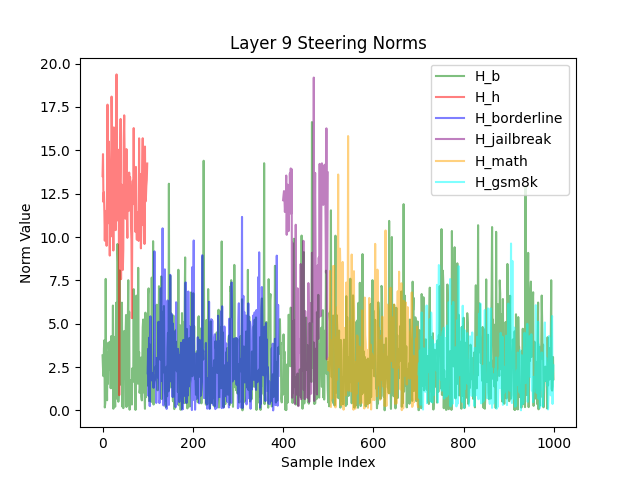 Layer 9 Steering Norms
20.0
17.5
15.0
12.5
10.0
7.5
5.0
2.5
0.0
Norm Value
H_b
H_h
H_borderline
H_jailbreak
H_math
H_gsm8k
0 200 400 600 800 1000
Sample Index